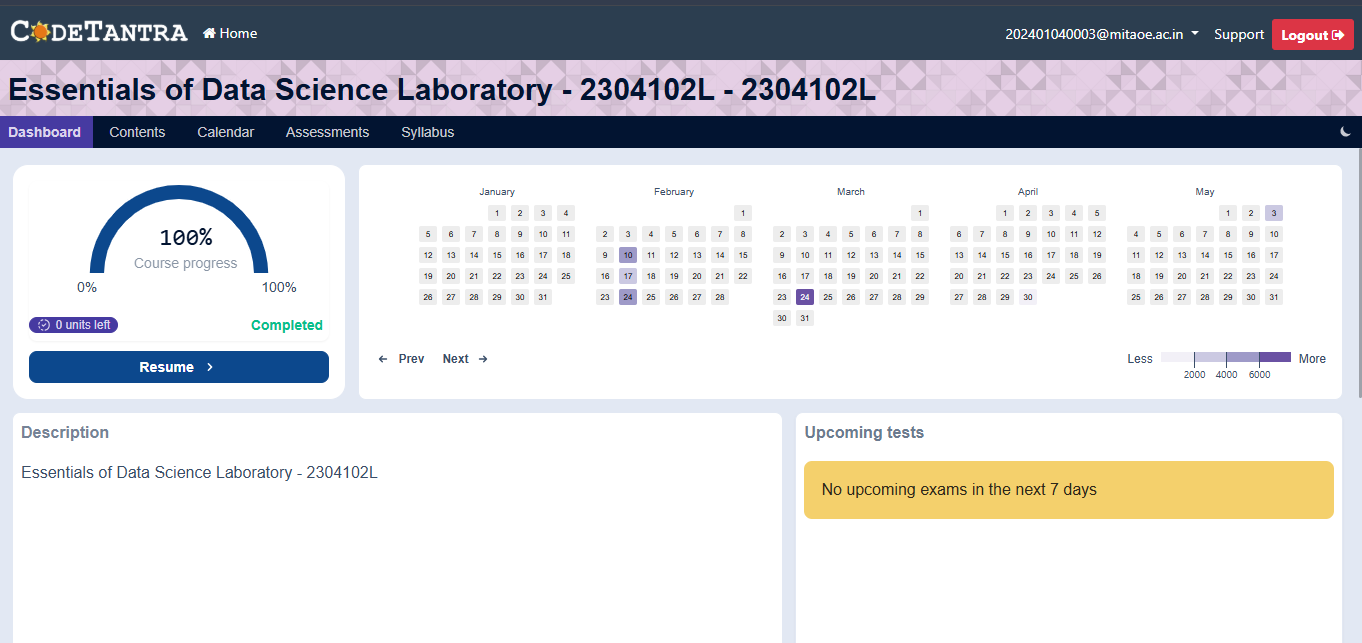 CODETANTRA Home 202401040003@mitaoe.ac.in Support Logout
Essentials of Data Science Laboratory - 2304102L - 2304102L
Dashboard Contents Calendar Assessments Syllabus
100%
Course progress
0% 100%
0 units left Completed
Resume
January
1 2 3 4
5 6 7 8 9 10 11
12 13 14 15 16 17 18
19 20 21 22 23 24 25
26 27 28 29 30 31
February
1
2 3 4 5 6 7 8
9 10 11 12 13 14 15
16 17 18 19 20 21 22
23 24 25 26 27 28
March
1
2 3 4 5 6 7 8
9 10 11 12 13 14 15
16 17 18 19 20 21 22
23 24 25 26 27 28 29
30 31
April
1 2 3 4 5
6 7 8 9 10 11 12
13 14 15 16 17 18 19
20 21 22 23 24 25 26
27 28 29 30
May
1 2 3
4 5 6 7 8 9 10
11 12 13 14 15 16 17
18 19 20 21 22 23 24
25 26 27 28 29 30 31
Prev Next
Less More
2000 4000 6000
Description
Essentials of Data Science Laboratory - 2304102L
Upcoming tests
No upcoming exams in the next 7 days